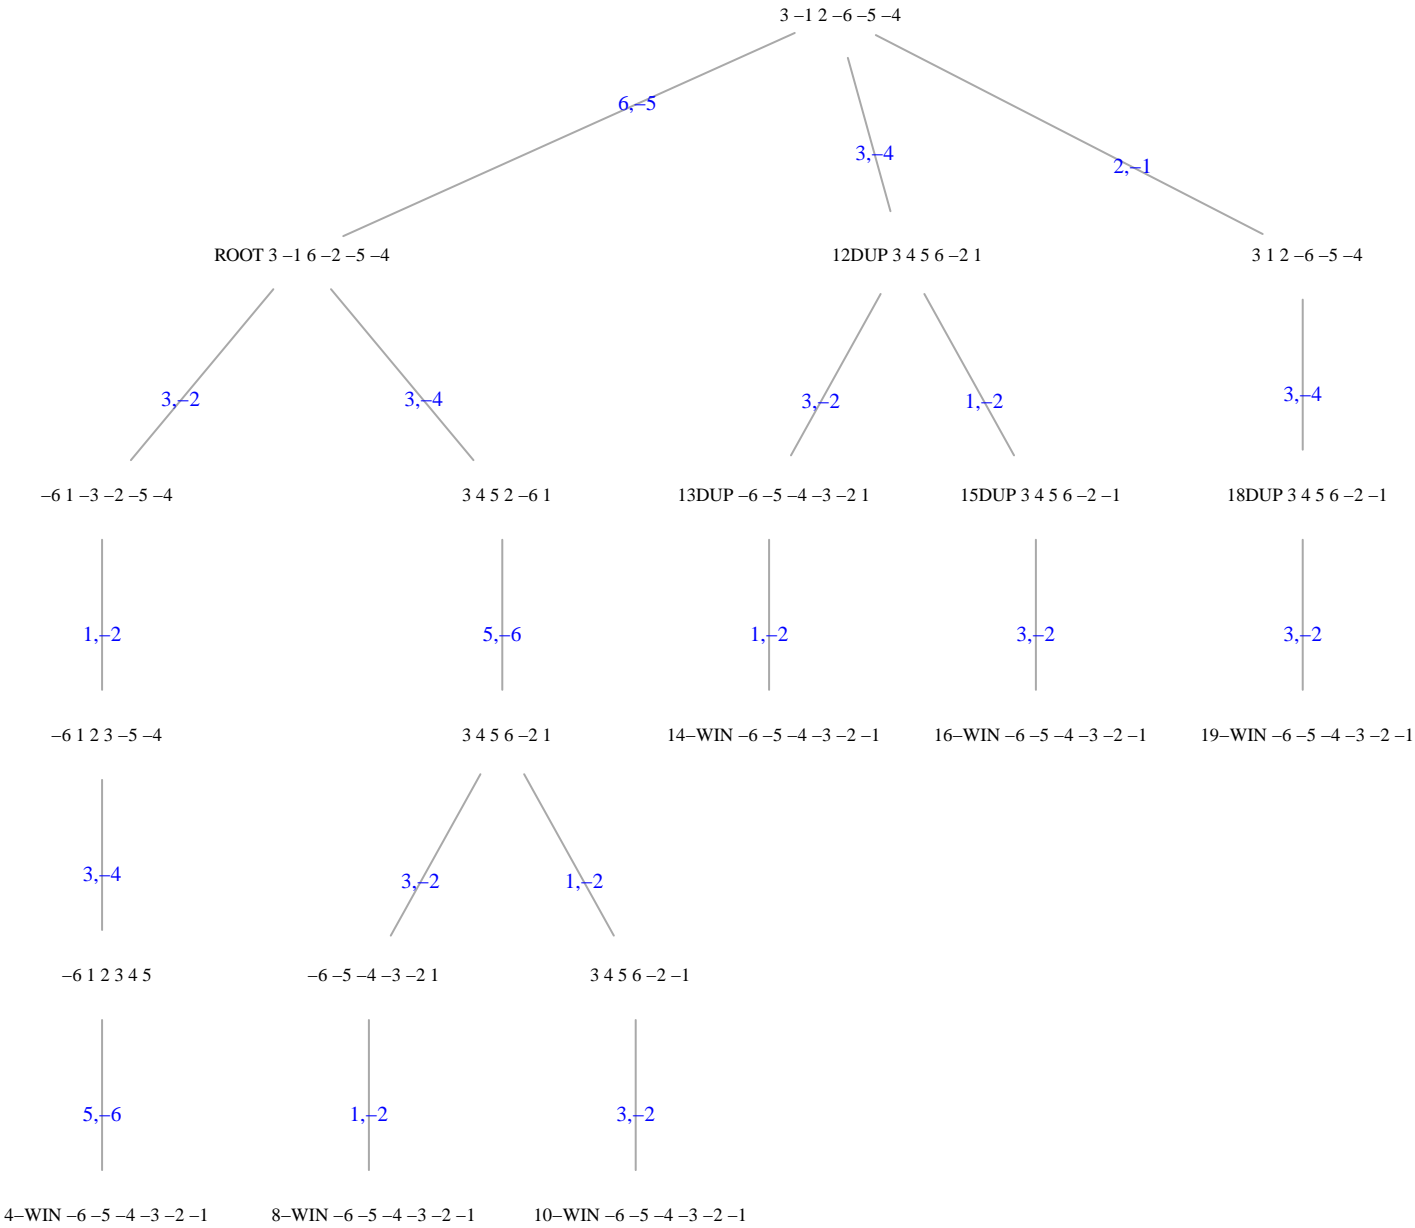 3 –1 2 –6 –5 –4
6,–5
3,–4
2,–1
ROOT 3 –1 6 –2 –5 –4
12DUP 3 4 5 6 –2 1
3 1 2 –6 –5 –4
3,–2
3,–4
3,–2
1,–2
3,–4
–6 1 –3 –2 –5 –4
3 4 5 2 –6 1
13DUP –6 –5 –4 –3 –2 1
15DUP 3 4 5 6 –2 –1
18DUP 3 4 5 6 –2 –1
1,–2
5,–6
1,–2
3,–2
3,–2
–6 1 2 3 –5 –4
3 4 5 6 –2 1
14–WIN –6 –5 –4 –3 –2 –1
16–WIN –6 –5 –4 –3 –2 –1
19–WIN –6 –5 –4 –3 –2 –1
3,–4
3,–2
1,–2
–6 1 2 3 4 5
–6 –5 –4 –3 –2 1
3 4 5 6 –2 –1
5,–6
1,–2
3,–2
4–WIN –6 –5 –4 –3 –2 –1
8–WIN –6 –5 –4 –3 –2 –1
10–WIN –6 –5 –4 –3 –2 –1